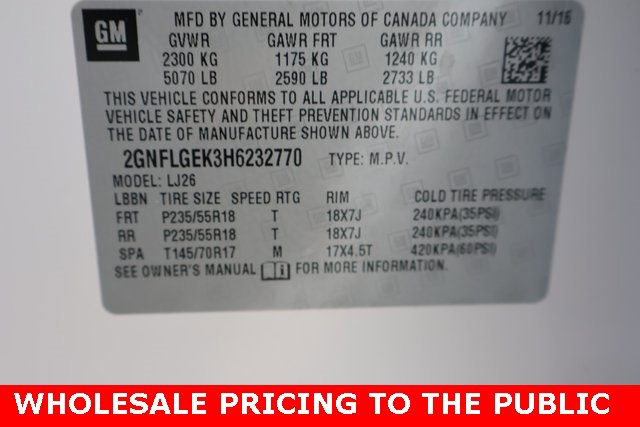 GM MFD BY GENERAL MOTORS OF CANADA COMPANY 11/16
GVWR GAWR FRT GAWR RR
2300 KG 1175 KG 1240 KG
5070 LB 2590 LB 2733 LB
THIS VEHICLE CONFORMS TO ALL APPLICABLE U.S. FEDERAL MOTOR
VEHICLE SAFETY AND THEFT PREVENTION STANDARDS IN EFFECT ON
THE DATE OF MANUFACTURE SHOWN ABOVE.
2GNFLGEK3H6232770 TYPE: M.P.V.
MODEL: LJ26
LBBN TIRE SIZE SPEED RTG RIM COLD TIRE PRESSURE
FRT P235/55R18 T 18X7J 240KPA(35PSI)
RR P235/55R18 T 18X7J 240KPA(35PSI)
SPA T145/70R17 M 17X4.5T 420KPA(60PSI)
SEE OWNER'S MANUAL FOR MORE INFORMATION.
WHOLESALE PRICING TO THE PUBLIC